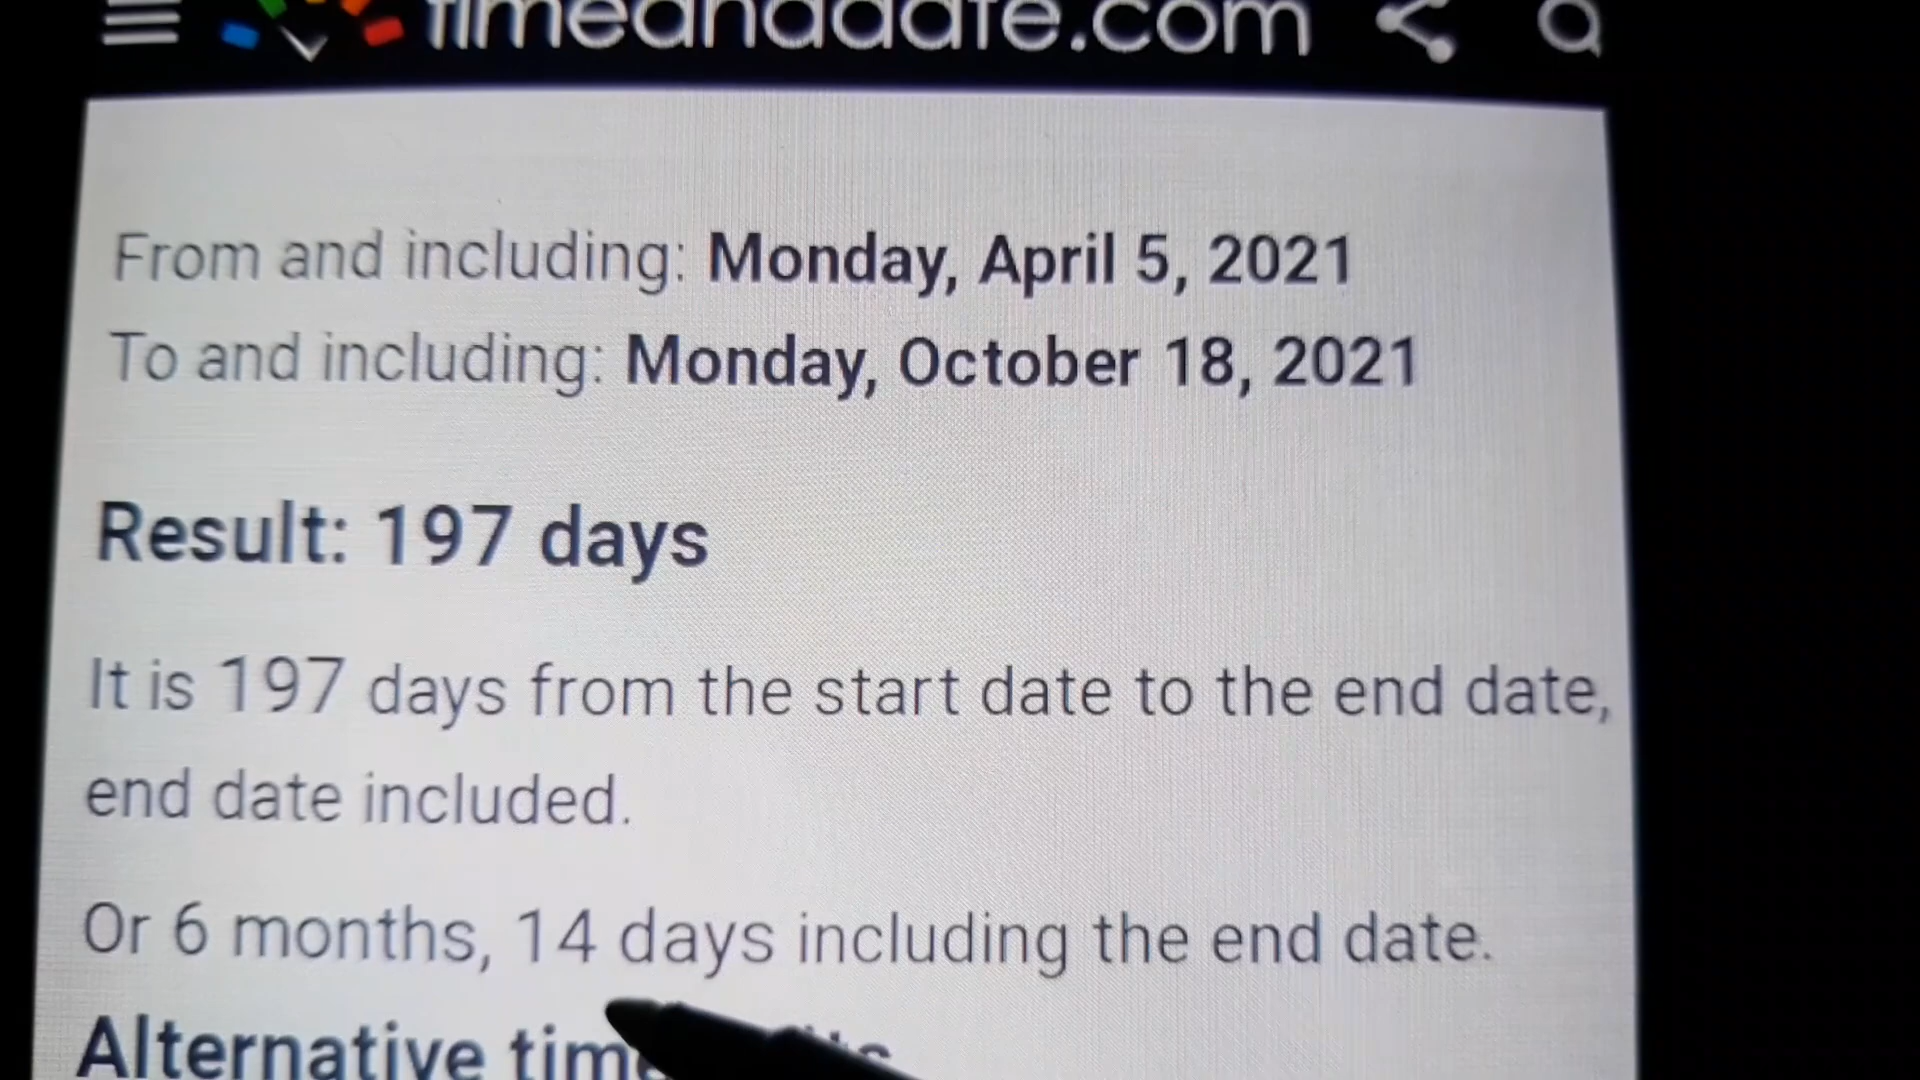 timeanddate.com
From and including: Monday, April 5, 2021
To and including: Monday, October 18, 2021
Result: 197 days
It is 197 days from the start date to the end date,
end date included.
Or 6 months, 14 days including the end date.
Alternative